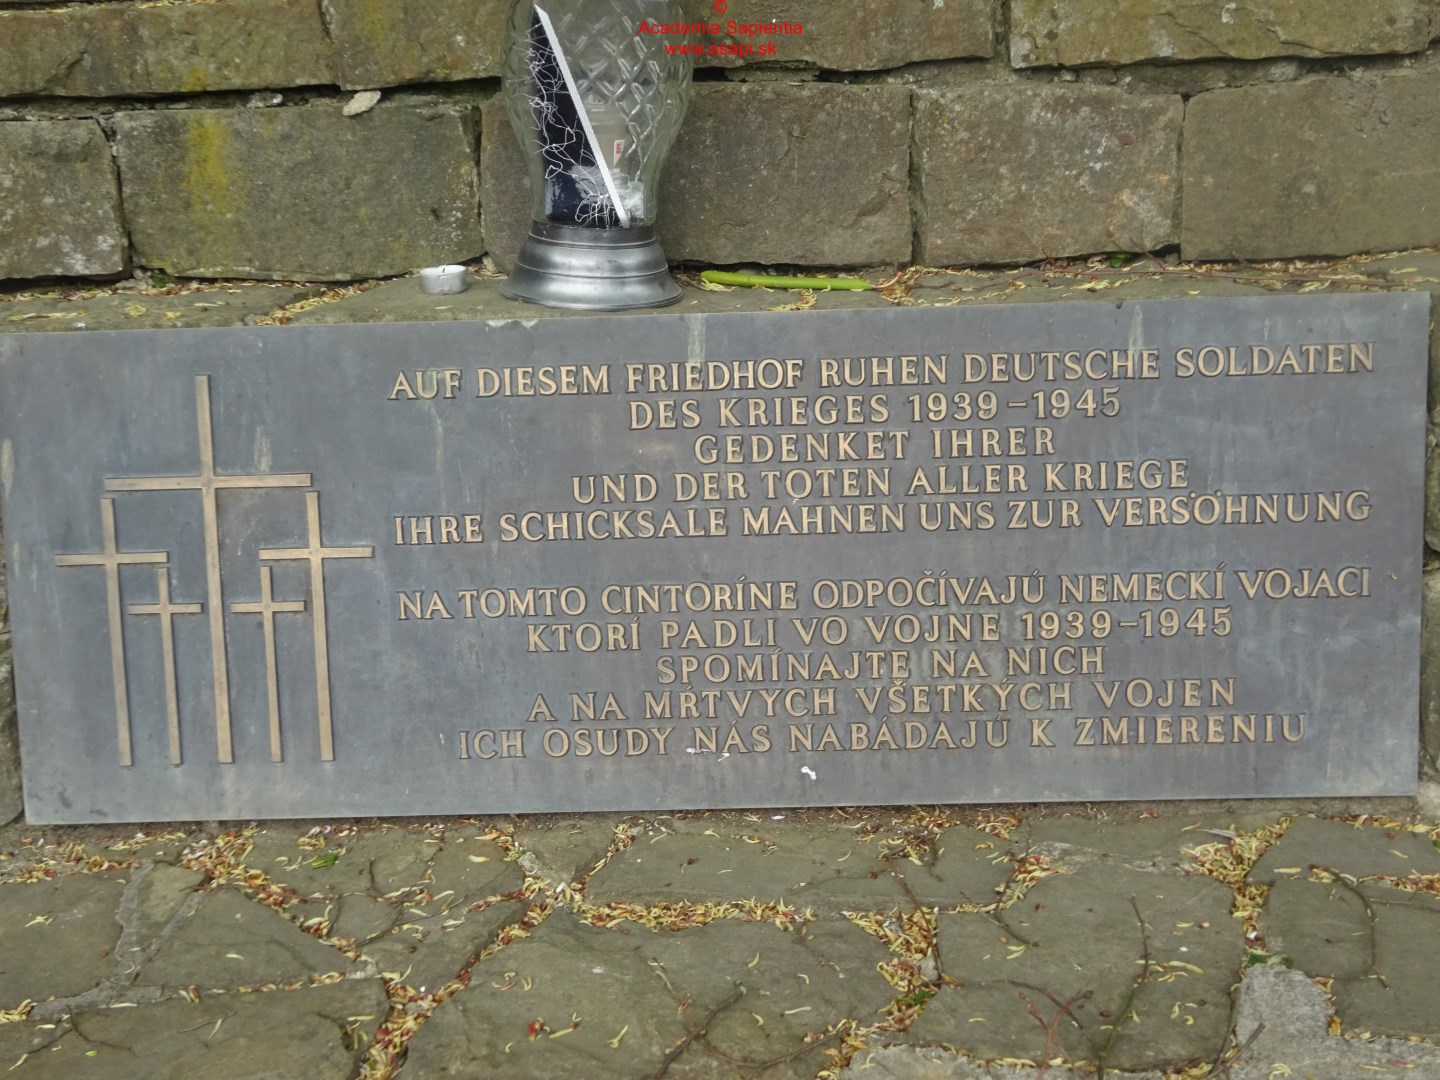 ©
Academia Sapientia
www.asapi.sk
AUF DIESEM FRIEDHOF RUHEN DEUTSCHE SOLDATEN
DES KRIEGES 1939-1945
GEDENKET IHRER
UND DER TOTEN ALLER KRIEGE
IHRE SCHICKSALE MAHNEN UNS ZUR VERSÖHNUNG
NA TOMTO CINTORÍNE ODPOČÍVAJÚ NEMECKÍ VOJACI
KTORÍ PADLI VO VOJNE 1939-1945
SPOMÍNAJTE NA NICH
A NA MŔTVYCH VŠETKÝCH VOJEN
ICH OSUDY NÁS NABÁDAJÚ K ZMIERENIU